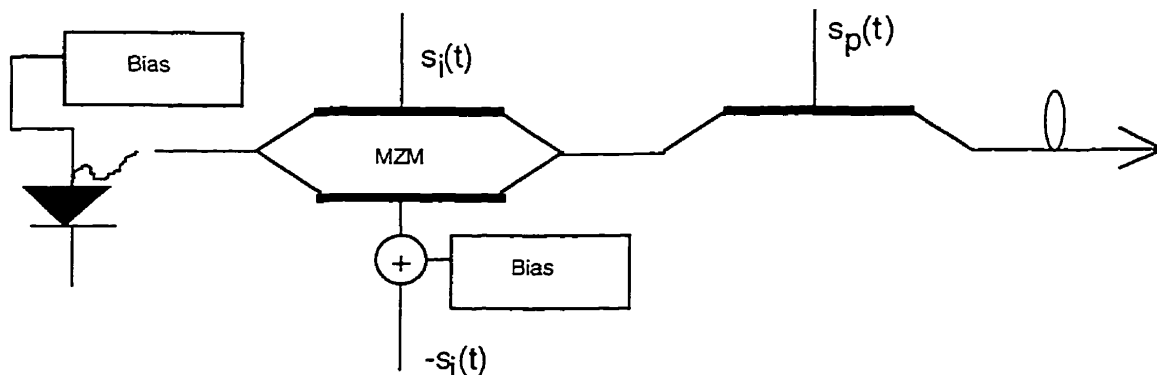 Bias
s_i(t)
s_p(t)
MZM
+
Bias
-s_i(t)